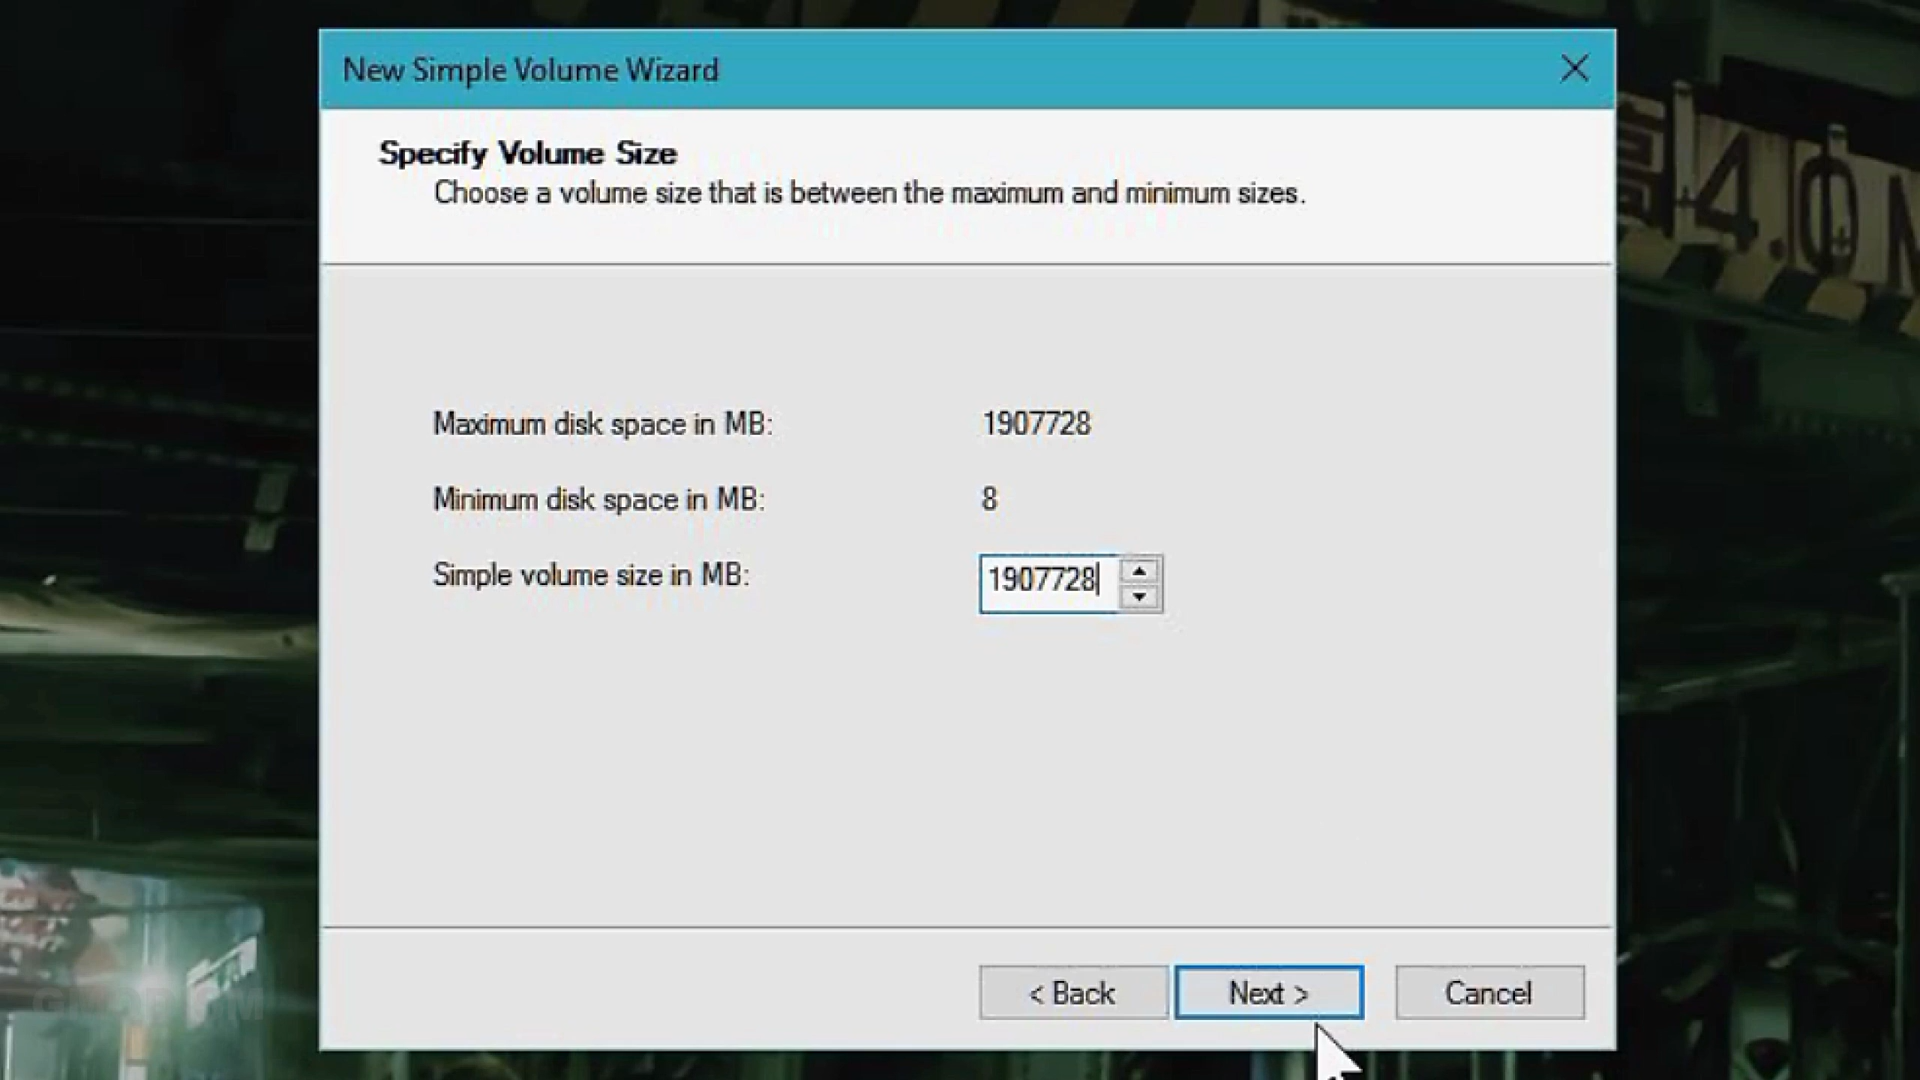 New Simple Volume Wizard
Specify Volume Size
Choose a volume size that is between the maximum and minimum sizes.
Maximum disk space in MB: 1907728
Minimum disk space in MB: 8
Simple volume size in MB: 1907728
< Back
Next >
Cancel
4.0